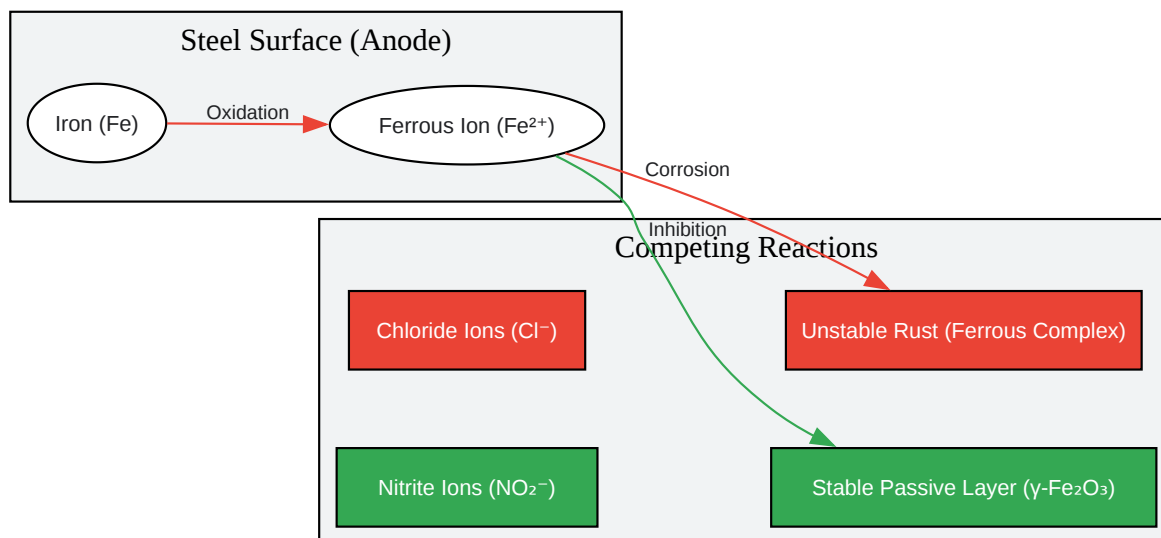 Steel Surface (Anode)
Iron (Fe)
Oxidation
Ferrous Ion (Fe²⁺)
Corrosion
Inhibition
Competing Reactions
Chloride Ions (Cl⁻)
Unstable Rust (Ferrous Complex)
Nitrite Ions (NO₂⁻)
Stable Passive Layer (γ-Fe₂O₃)